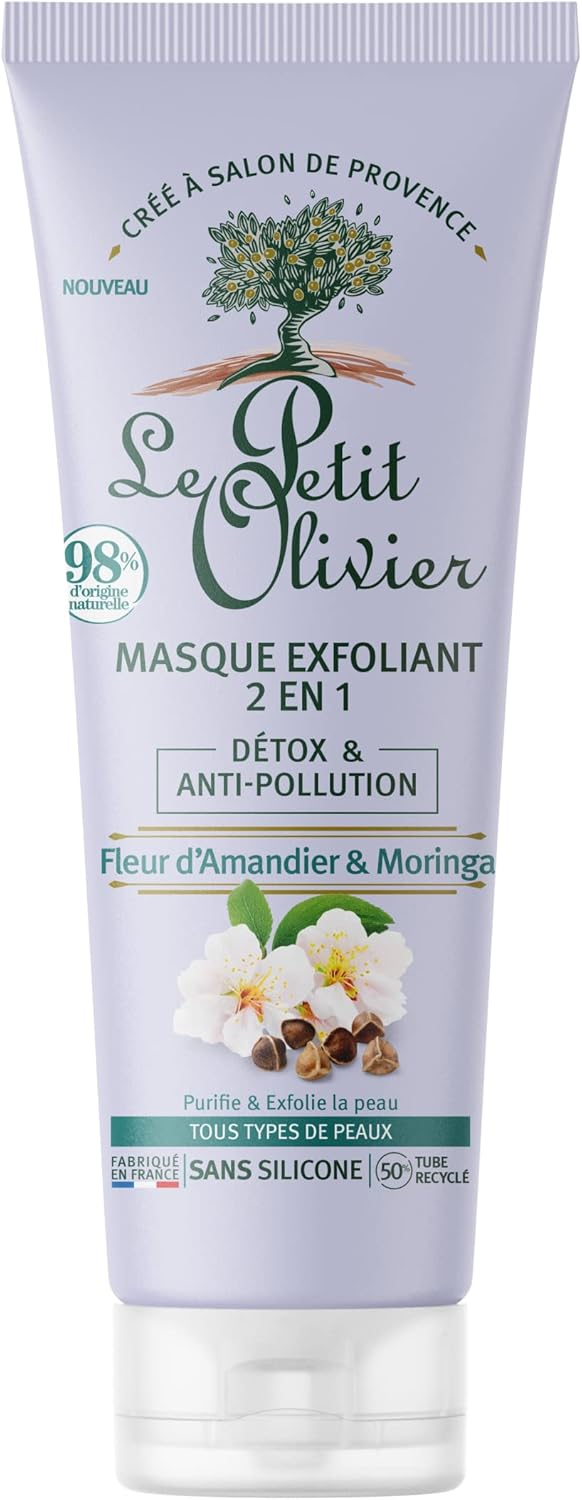 CRÉÉ À SALON DE PROVENCE
NOUVEAU
Le Petit
Olivier
98%
d'origine
naturelle
MASQUE EXFOLIANT
2 EN 1
DÉTOX &
ANTI-POLLUTION
Fleur d'Amandier & Moringa
Purifie & Exfolie la peau
TOUS TYPES DE PEAUX
FABRIQUÉ
EN FRANCE
SANS SILICONE
50%
TUBE
RECYCLÉ